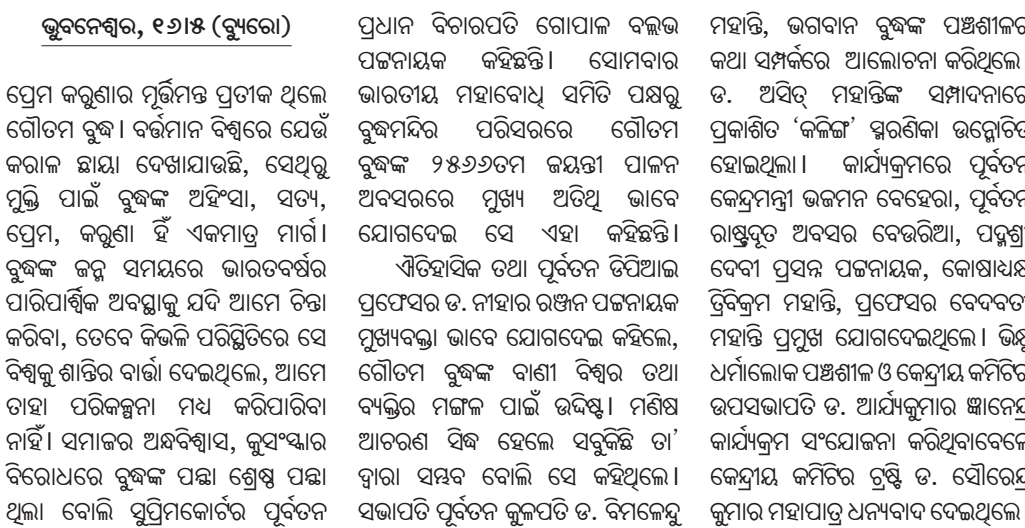 ଭୁବନେଶ୍ୱର, ୧୬।୫ (ବ୍ୟୁରୋ)
ପ୍ରେମ କରୁଣାର ମୂର୍ତ୍ତିମନ୍ତ ପ୍ରତୀକ ଥିଲେ
ଗୌତମ ବୁଦ୍ଧ। ବର୍ତ୍ତମାନ ବିଶ୍ୱରେ ଯେଉଁ
କରାଳ ଛାୟା ଦେଖାଯାଉଛି, ସେଥିରୁ
ମୁକ୍ତି ପାଇଁ ବୁଦ୍ଧଙ୍କ ଅହିଂସା, ସତ୍ୟ,
ପ୍ରେମ, କରୁଣା ହିଁ ଏକମାତ୍ର ମାର୍ଗ।
ବୁଦ୍ଧଙ୍କ ଜନ୍ମ ସମୟରେ ଭାରତବର୍ଷର
ପାରିପାର୍ଶ୍ୱିକ ଅବସ୍ଥାକୁ ଯଦି ଆମେ ଚିନ୍ତା
କରିବା, ତେବେ କିଭଳି ପରିସ୍ଥିତିରେ ସେ
ବିଶ୍ୱକୁ ଶାନ୍ତିର ବାର୍ତ୍ତା ଦେଇଥିଲେ, ଆମେ
ତାହା ପରିକଳ୍ପନା ମଧ୍ୟ କରିପାରିବା
ନାହିଁ। ସମାଜର ଅନ୍ଧବିଶ୍ୱାସ, କୁସଂସ୍କାର
ବିରୋଧରେ ବୁଦ୍ଧଙ୍କ ପନ୍ଥା ଶ୍ରେଷ୍ଠ ପନ୍ଥା
ଥିଲା ବୋଲି ସୁପ୍ରିମକୋର୍ଟର ପୂର୍ବତନ
ପ୍ରଧାନ ବିଚାରପତି ଗୋପାଳ ବଲ୍ଲଭ
ପଟ୍ଟନାୟକ କହିଛନ୍ତି। ସୋମବାର
ଭାରତୀୟ ମହାବୋଧି ସମିତି ପକ୍ଷରୁ
ବୁଦ୍ଧମନ୍ଦିର ପରିସରରେ ଗୌତମ
ବୁଦ୍ଧଙ୍କ ୨୫୬୬ତମ ଜୟନ୍ତୀ ପାଳନ
ଅବସରରେ ମୁଖ୍ୟ ଅତିଥି ଭାବେ
ଯୋଗଦେଇ ସେ ଏହା କହିଛନ୍ତି।
ଐତିହାସିକ ତଥା ପୂର୍ବତନ ଡିପିଆଇ
ପ୍ରଫେସର ଡ. ନୀହାର ରଞ୍ଜନ ପଟ୍ଟନାୟକ
ମୁଖ୍ୟବକ୍ତା ଭାବେ ଯୋଗଦେଇ କହିଲେ,
ଗୌତମ ବୁଦ୍ଧଙ୍କ ବାଣୀ ବିଶ୍ୱର ତଥା
ବ୍ୟକ୍ତିର ମଙ୍ଗଳ ପାଇଁ ଉଦ୍ଦିଷ୍ଟ। ମଣିଷ
ଆଚରଣ ସିଦ୍ଧ ହେଲେ ସବୁକିଛି ତା'
ଦ୍ୱାରା ସମ୍ଭବ ବୋଲି ସେ କହିଥିଲେ।
ସଭାପତି ପୂର୍ବତନ କୁଳପତି ଡ. ବିମଳେନ୍ଦୁ
ମହାନ୍ତି, ଭଗବାନ ବୁଦ୍ଧଙ୍କ ପଞ୍ଚଶୀଳର
କଥା ସମ୍ପର୍କରେ ଆଲୋଚନା କରିଥିଲେ
ଡ. ଅସିତ୍ ମହାନ୍ତିଙ୍କ ସମ୍ପାଦନାରେ
ପ୍ରକାଶିତ ‘କଳିଙ୍ଗ’ ସ୍ମରଣିକା ଉନ୍ମୋଚିତ
ହୋଇଥିଲା। କାର୍ଯ୍ୟକ୍ରମରେ ପୂର୍ବତନ
କେନ୍ଦ୍ରମନ୍ତ୍ରୀ ଭଜମନ ବେହେରା, ପୂର୍ବତନ
ରାଷ୍ଟ୍ରଦୂତ ଅବସର ବେଉରିଆ, ପଦ୍ମଶ୍ରୀ
ଦେବୀ ପ୍ରସନ୍ନ ପଟ୍ଟନାୟକ, କୋଷାଧ୍ୟକ୍ଷ
ତ୍ରିବିକ୍ରମ ମହାନ୍ତି, ପ୍ରଫେସର ବେଦବତୀ
ମହାନ୍ତି ପ୍ରମୁଖ ଯୋଗଦେଇଥିଲେ। ଭିକ୍ଷୁ
ଧର୍ମାଲୋକ ପଞ୍ଚଶୀଳ ଓ କେନ୍ଦ୍ରୀୟ କମିଟିର
ଉପସଭାପତି ଡ. ଆର୍ଯ୍ୟକୁମାର ଜ୍ଞାନେନ୍ଦ୍ର
କାର୍ଯ୍ୟକ୍ରମ ସଂଯୋଜନା କରିଥିବାବେଳେ
କେନ୍ଦ୍ରୀୟ କମିଟିର ଟ୍ରଷ୍ଟି ଡ. ସୌରେନ୍ଦ୍ର
କୁମାର ମହାପାତ୍ର ଧନ୍ୟବାଦ ଦେଇଥିଲେ